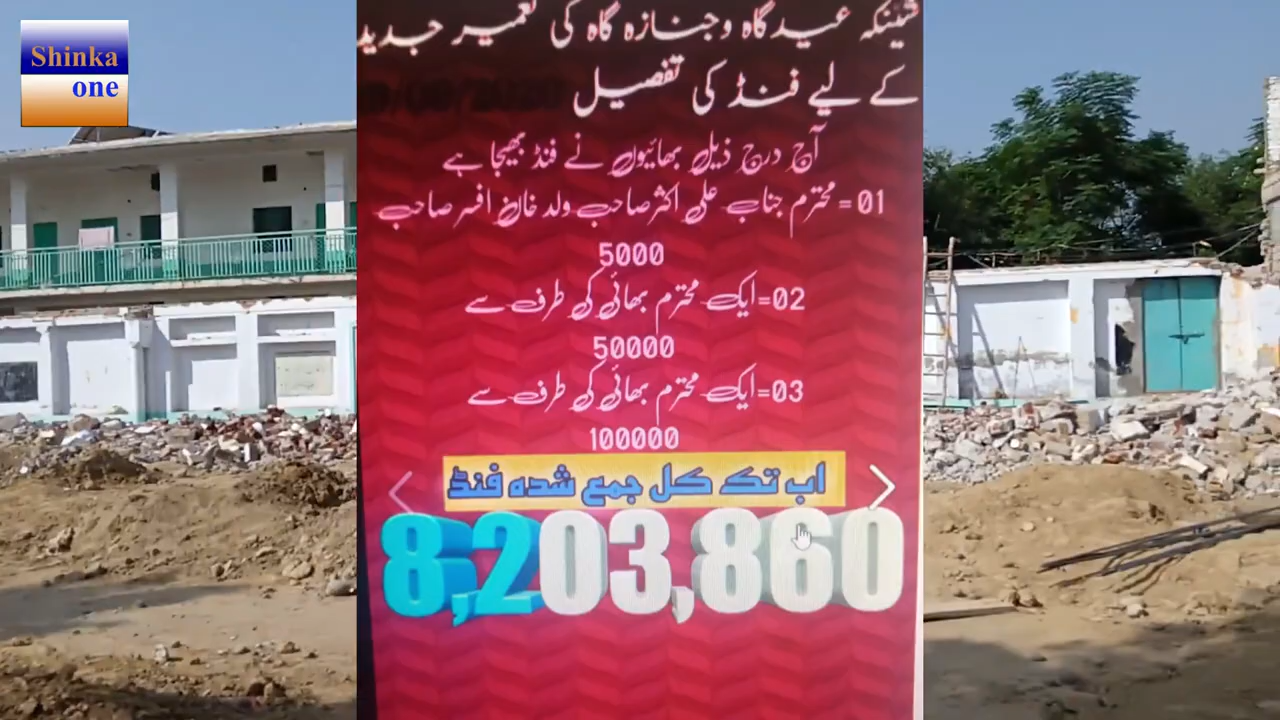 Shinka
one
شینکہ عیدگاہ وجنازہ گاہ کی تعمیر جدید
کے لیے فنڈ کی تفصیل
آج درج ذیل بھائیوں نے فنڈ بھیجا ہے
01= محترم جناب علی اکثر صاحب ولد خان افسر صاحب
5000
02=ایک محترم بھائی کی طرف سے
50000
03=ایک محترم بھائی کی طرف سے
100000
اب تک کل جمع شدہ فنڈ
8,203,860